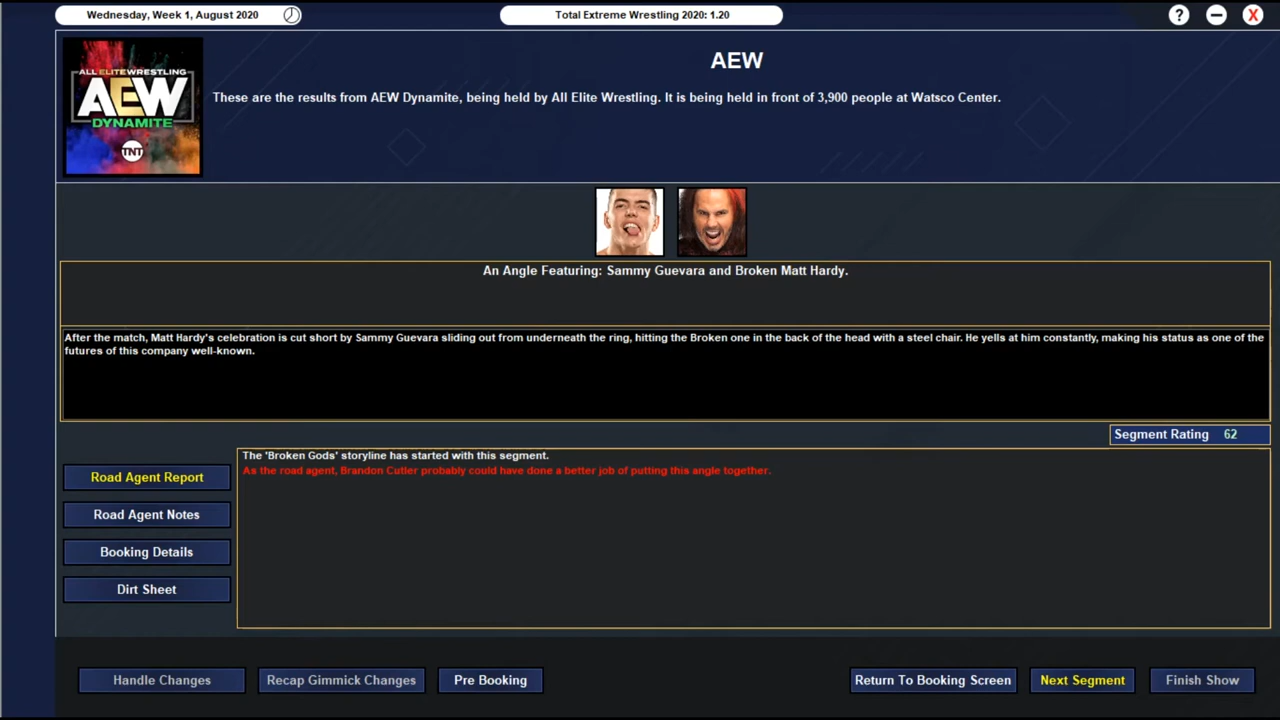 Wednesday, Week 1, August 2020
Total Extreme Wrestling 2020: 1.20
?
X
AEW
ALL ELITE WRESTLING
AEW
DYNAMITE
TNT
These are the results from AEW Dynamite, being held by All Elite Wrestling. It is being held in front of 3,900 people at Watsco Center.
An Angle Featuring: Sammy Guevara and Broken Matt Hardy.
After the match, Matt Hardy's celebration is cut short by Sammy Guevara sliding out from underneath the ring, hitting the Broken one in the back of the head with a steel chair. He yells at him constantly, making his status as one of the
futures of this company well-known.
Segment Rating 62
The 'Broken Gods' storyline has started with this segment.
As the road agent, Brandon Cutler probably could have done a better job of putting this angle together.
Road Agent Report
Road Agent Notes
Booking Details
Dirt Sheet
Handle Changes
Recap Gimmick Changes
Pre Booking
Return To Booking Screen
Next Segment
Finish Show